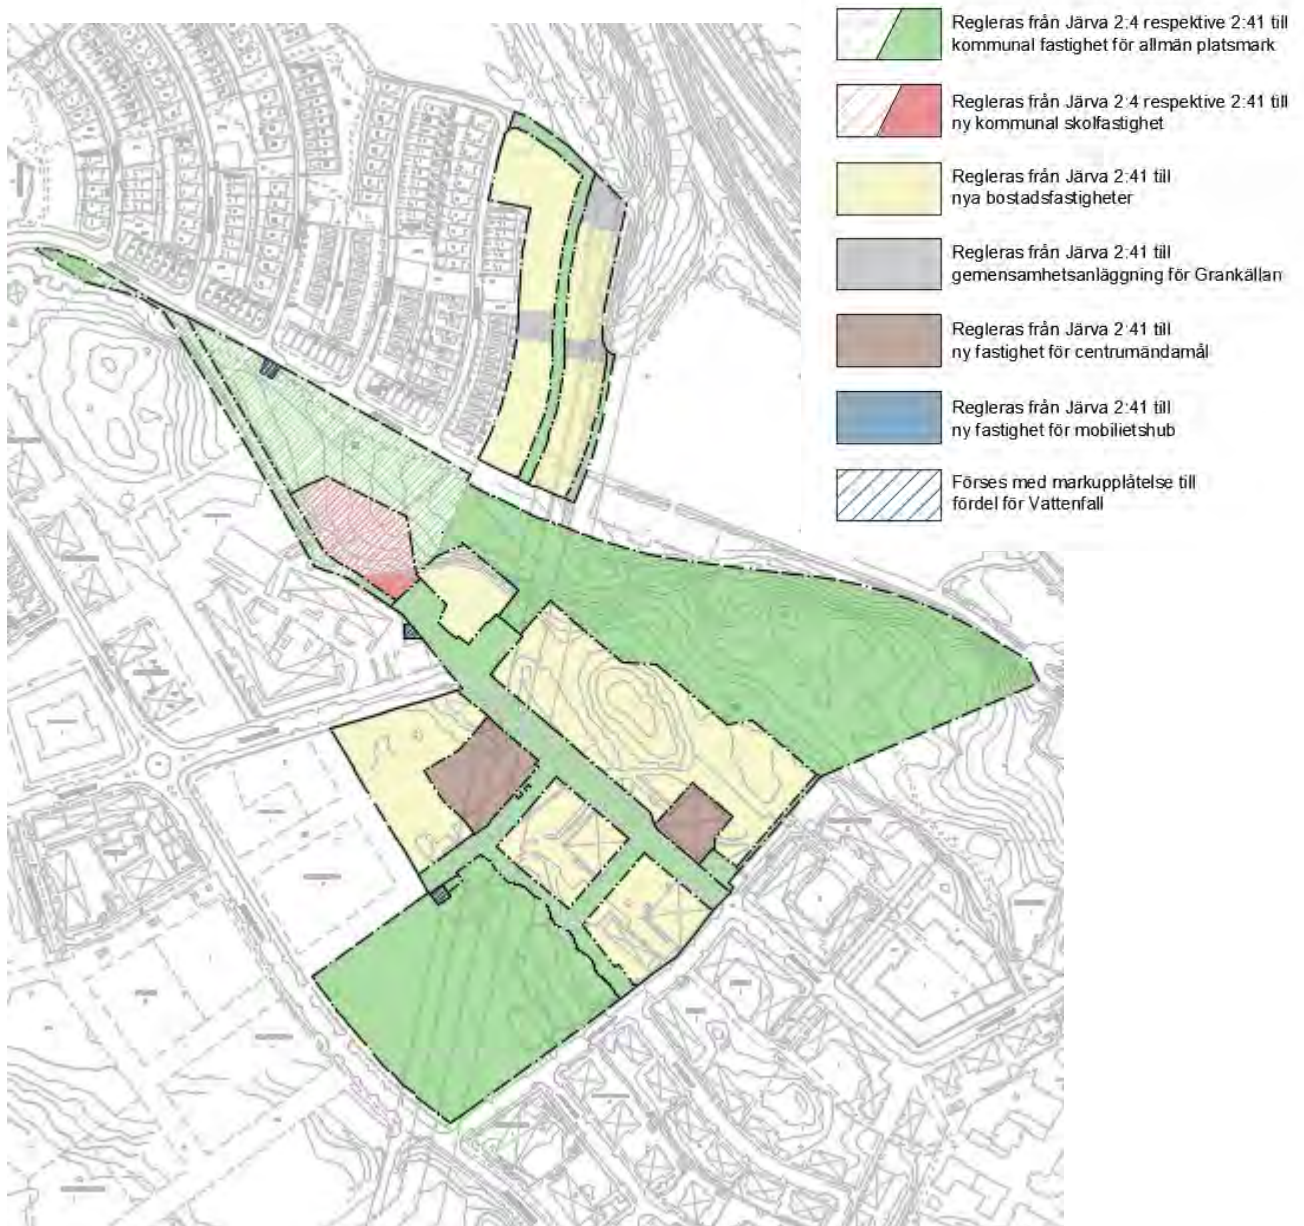 Regleras från Järva 2:4 respektive 2:41 till
kommunal fastighet för allmän platsmark
Regleras från Järva 2:4 respektive 2:41 till
ny kommunal skolfastighet
Regleras från Järva 2:41 till
nya bostadsfastigheter
Regleras från Järva 2:41 till
gemensamhetsanläggning för Grankällan
Regleras från Järva 2:41 till
ny fastighet för centrumändamål
Regleras från Järva 2:41 till
ny fastighet för mobilietshub
Förses med markupplåtelse till
fördel för Vattenfall